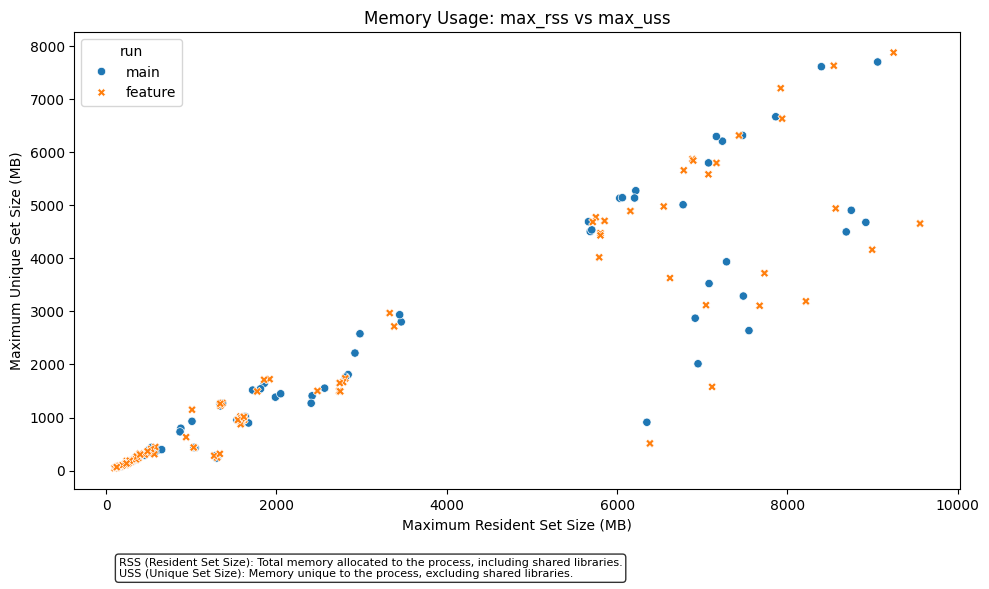 Memory Usage: max_rss vs max_uss
run
main
feature
8000
7000
6000
5000
4000
3000
2000
1000
0
Maximum Unique Set Size (MB)
0
2000
4000
6000
8000
10000
Maximum Resident Set Size (MB)
RSS (Resident Set Size): Total memory allocated to the process, including shared libraries.
USS (Unique Set Size): Memory unique to the process, excluding shared libraries.